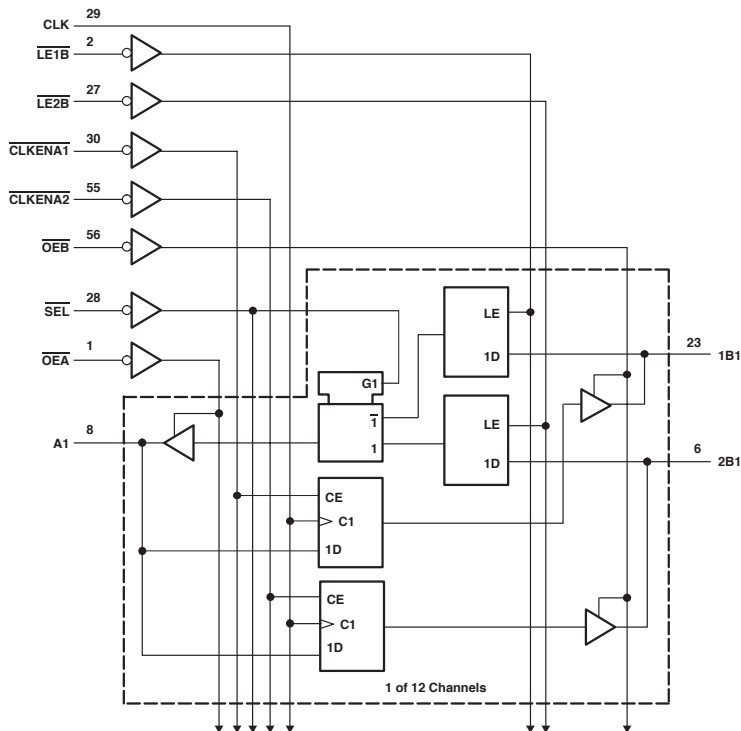 CLK 29
LE1B 2
LE2B 27
CLKENA1 30
CLKENA2 55
OEB 56
SEL 28
OEA 1
LE
1D
23 1B1
G1
1
1
LE
1D
A1 8
6 2B1
CE
C1
1D
CE
C1
1D
1 of 12 Channels